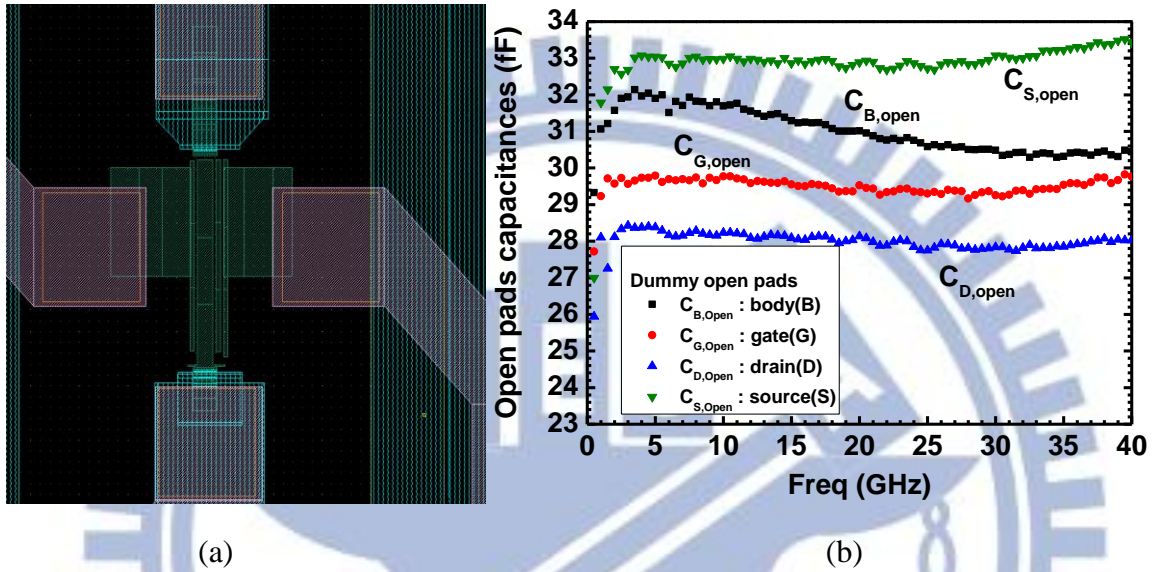 34
33
32
31
30
29
28
27
26
25
24
23
Open pads capacitances (fF)
C_S,open
C_B,open
C_G,open
C_D,open
Dummy open pads
C_B,Open : body(B)
C_G,Open : gate(G)
C_D,Open : drain(D)
C_S,Open : source(S)
0 5 10 15 20 25 30 35 40
Freq (GHz)
(a) (b)